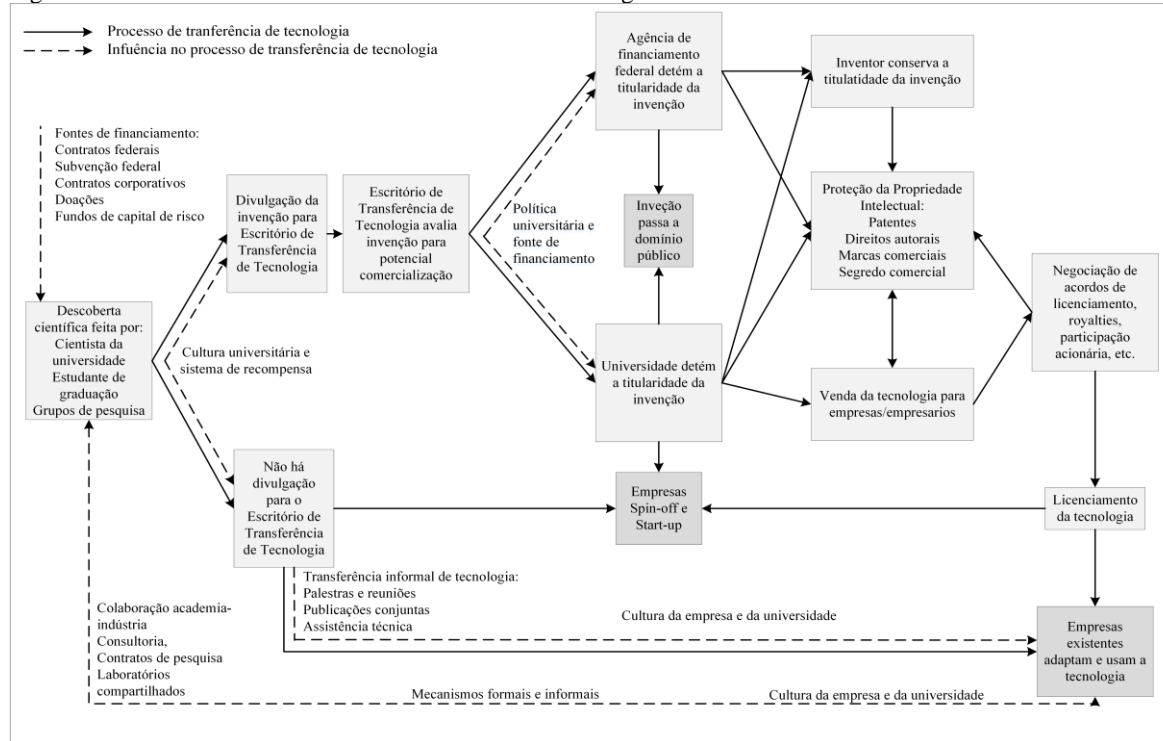 Processo de tranferência de tecnologia
Infuência no processo de transferência de tecnologia
Fontes de financiamento:
Contratos federais
Subvenção federal
Contratos corporativos
Doações
Fundos de capital de risco
Descoberta
científica feita por:
Cientista da
universidade
Estudante de
graduação
Grupos de pesquisa
Divulgação da
invenção para
Escritório de
Transferência
de Tecnologia
Escritório de
Transferência de
Tecnologia avalia
invenção para
potencial
comercialização
Cultura universitária e
sistema de recompensa
Não há
divulgação
para o
Escritório de
Transferência
de Tecnologia
Política
universitária e
fonte de
financiamento
Agência de
financiamento
federal detém a
titularidade da
invenção
Inveção
passa a
domínio
público
Universidade detém
a titularidade da
invenção
Empresas
Spin-off e
Start-up
Inventor conserva a
titulatidade da invenção
Proteção da Propriedade
Intelectual:
Patentes
Direitos autorais
Marcas comerciais
Segredo comercial
Venda da tecnologia para
empresas/empresarios
Negociação de
acordos de
licenciamento,
royalties,
participação
acionária, etc.
Licenciamento
da tecnologia
Empresas
existentes
adaptam e usam a
tecnologia
Transferência informal de tecnologia:
Palestras e reuniões
Publicações conjuntas
Assistência técnica
Cultura da empresa e da universidade
Colaboração academia-
indústria
Consultoria,
Contratos de pesquisa
Laboratórios
compartilhados
Mecanismos formais e informais
Cultura da empresa e da universidade